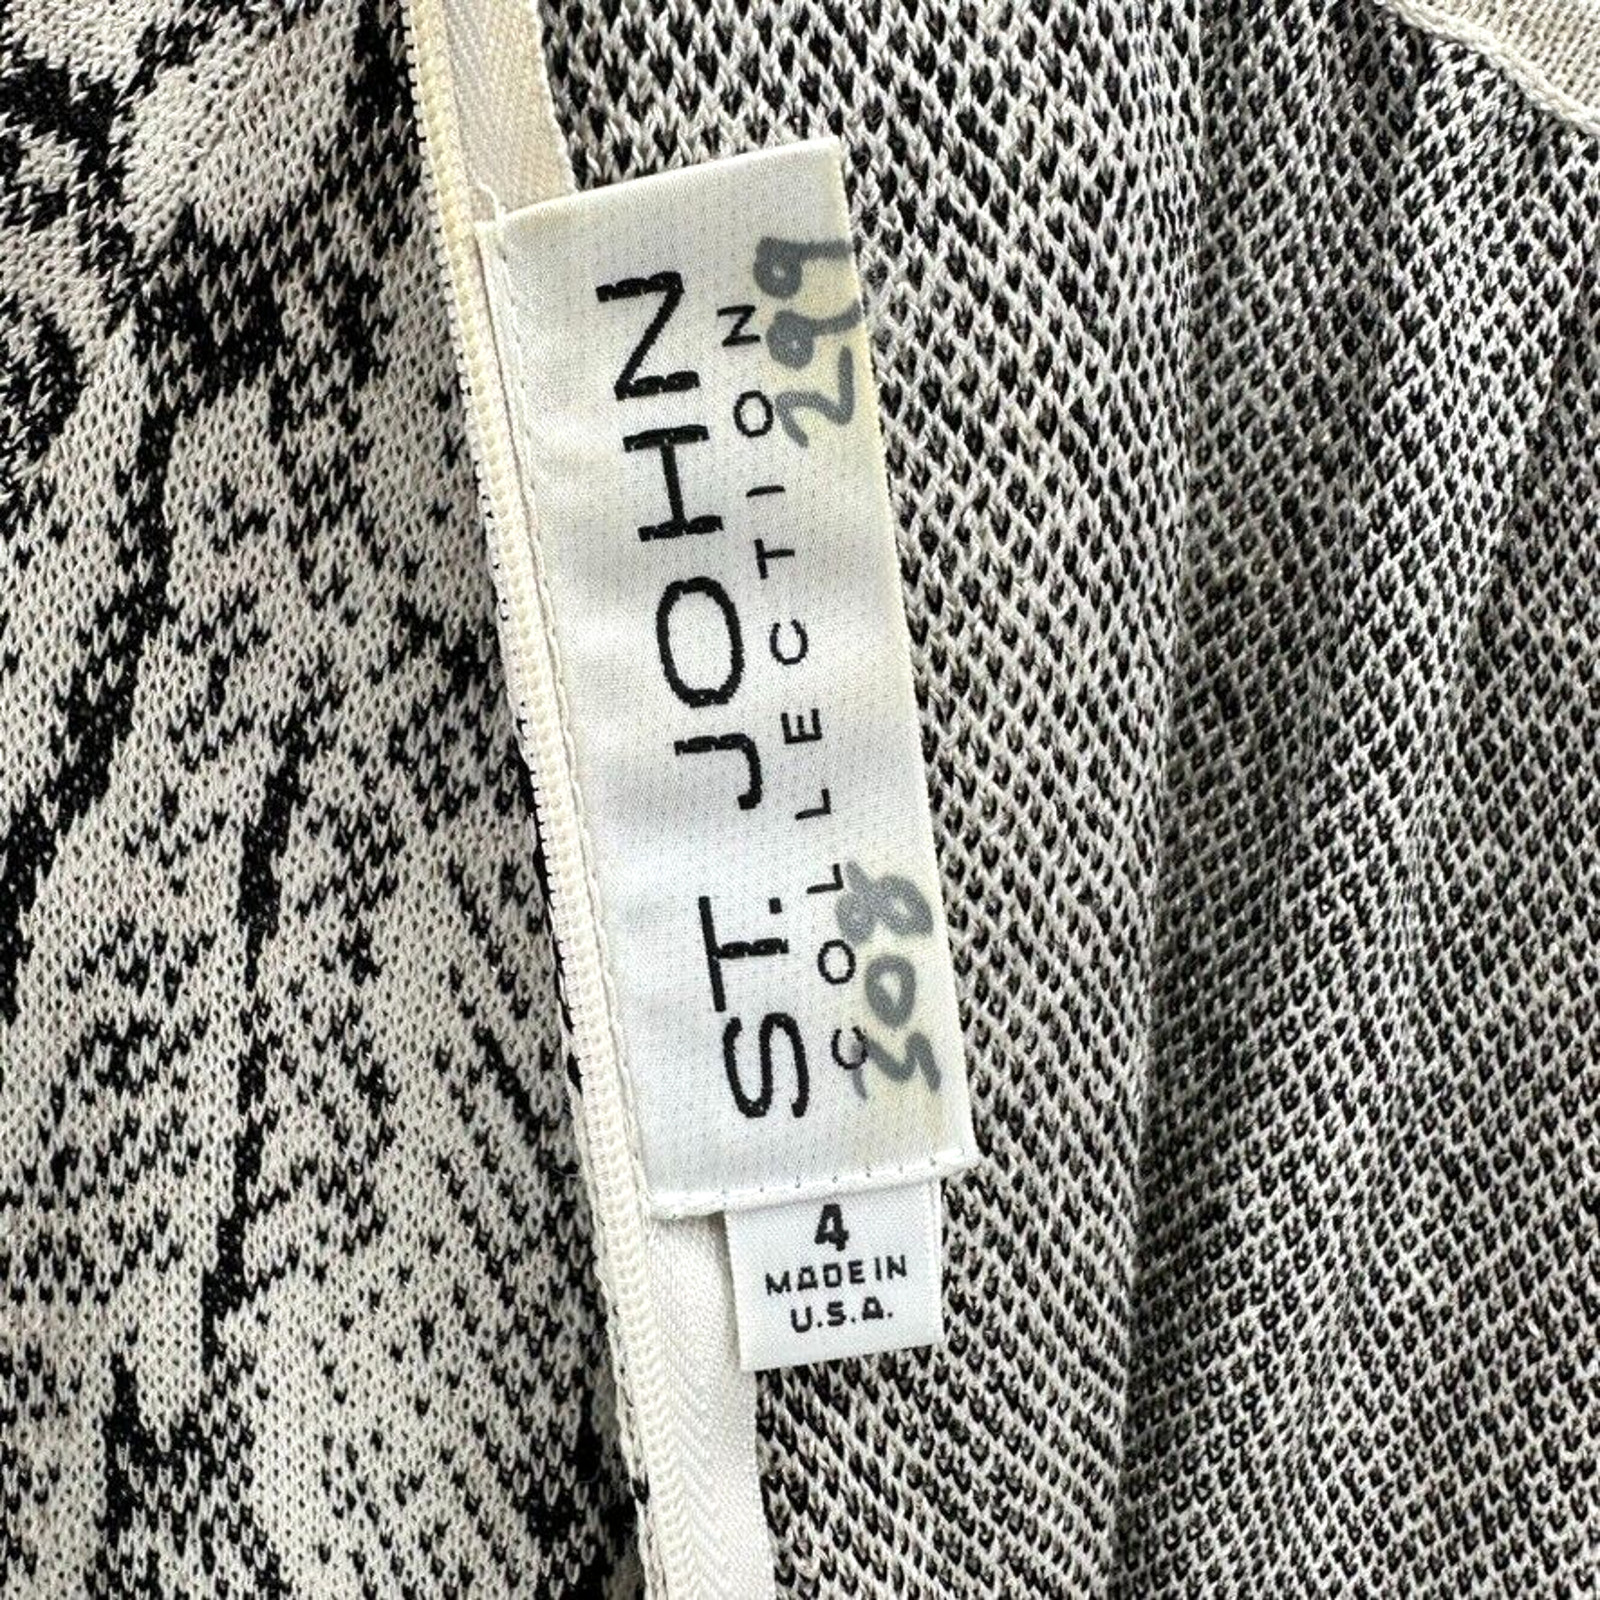 ST. JOHN
COLLECTION
308 299
4
MADE IN
U.S.A.